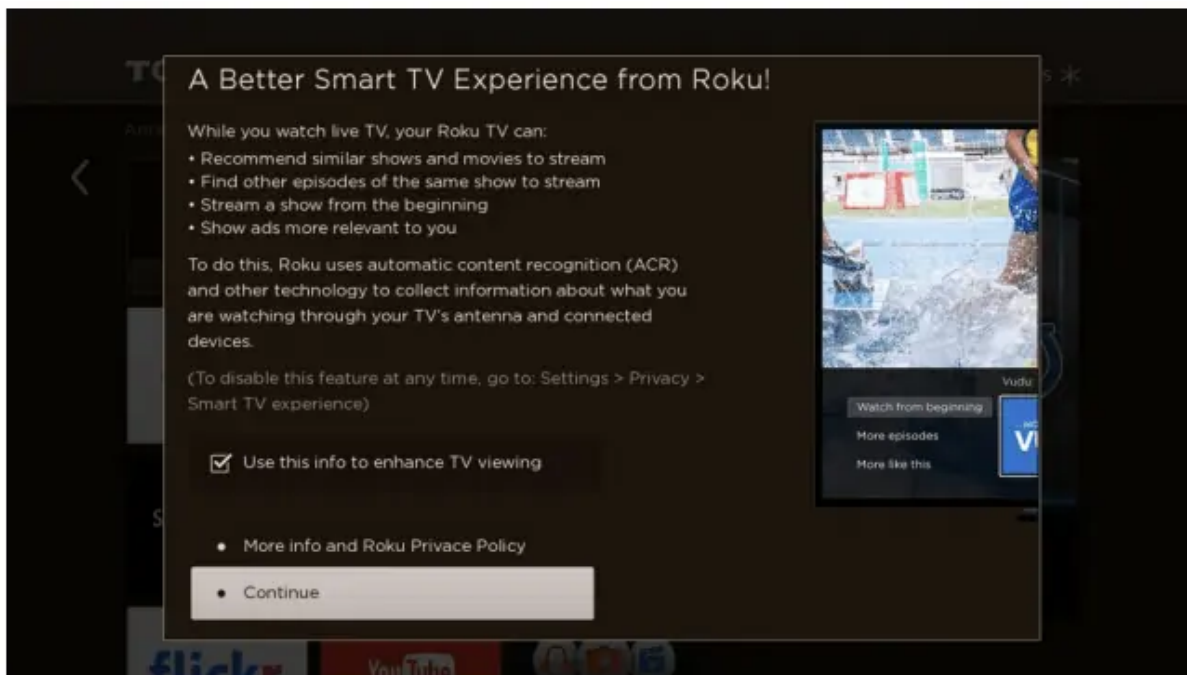 TC
A Better Smart TV Experience from Roku!
While you watch live TV, your Roku TV can:
• Recommend similar shows and movies to stream
• Find other episodes of the same show to stream
• Stream a show from the beginning
• Show ads more relevant to you
To do this, Roku uses automatic content recognition (ACR)
and other technology to collect information about what you
are watching through your TV's antenna and connected
devices.
(To disable this feature at any time, go to: Settings > Privacy >
Smart TV experience)
Use this info to enhance TV viewing
• More info and Roku Privace Policy
• Continue
Vudu
Watch from beginning
More episodes
More like this
flickr
YouTube